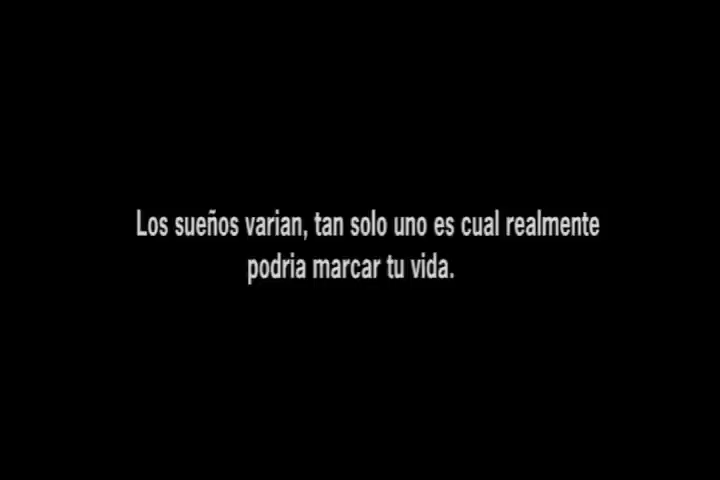 Los sueños varian, tan solo uno es cual realmente
podria marcar tu vida.